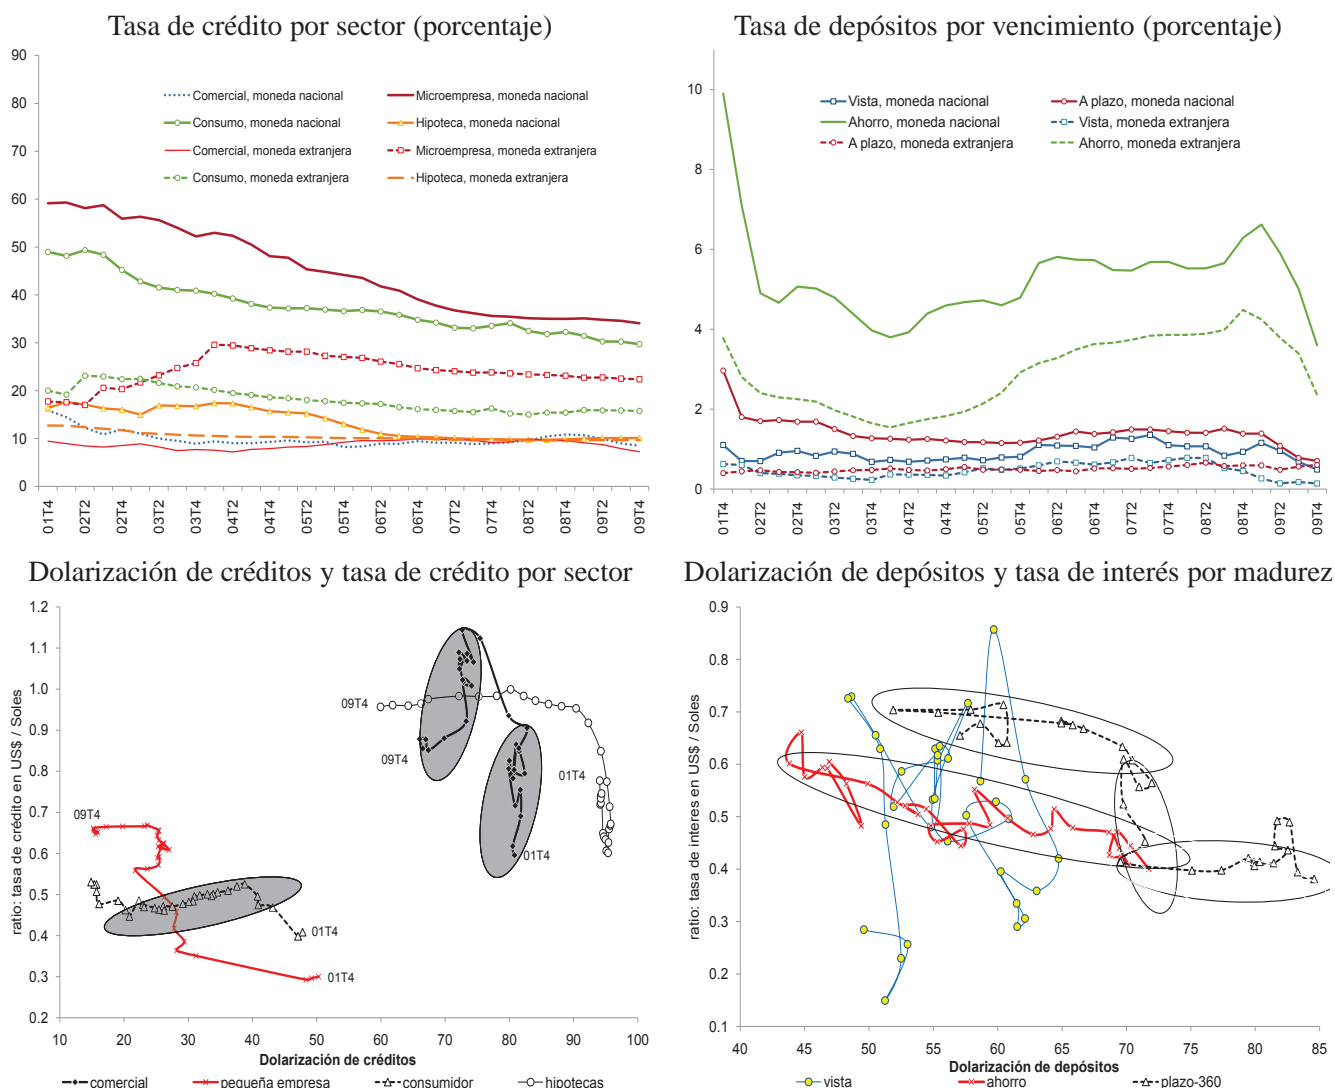 Tasa de crédito por sector (porcentaje)
90
80
70
60
50
40
30
20
10
0
Comercial, moneda nacional
Microempresa, moneda nacional
Consumo, moneda nacional
Hipoteca, moneda nacional
Comercial, moneda extranjera
Microempresa, moneda extranjera
Consumo, moneda extranjera
Hipoteca, moneda extranjera
01T4
02T2
02T4
03T2
03T4
04T2
04T4
05T2
05T4
06T2
06T4
07T2
07T4
08T2
08T4
09T2
09T4
Tasa de depósitos por vencimiento (porcentaje)
10
8
6
4
2
0
Vista, moneda nacional
A plazo, moneda nacional
Ahorro, moneda nacional
Vista, moneda extranjera
A plazo, moneda extranjera
Ahorro, moneda extranjera
01T4
02T2
02T4
03T2
03T4
04T2
04T4
05T2
05T4
06T2
06T4
07T2
07T4
08T2
08T4
09T2
09T4
Dolarización de créditos y tasa de crédito por sector
ratio: tasa de crédito en US$ / Soles
1.2
1.1
1.0
0.9
0.8
0.7
0.6
0.5
0.4
0.3
0.2
09T4
09T4
01T4
09T4
01T4
01T4
01T4
10
20
30
40
50
60
70
80
90
100
Dolarización de créditos
comercial
pequeña empresa
consumidor
hipotecas
Dolarización de depósitos y tasa de interés por madurez
ratio: tasa de interes en US$ / Soles
0.9
0.8
0.7
0.6
0.5
0.4
0.3
0.2
0.1
40
45
50
55
60
65
70
75
80
85
Dolarización de depósitos
vista
ahorro
plazo-360